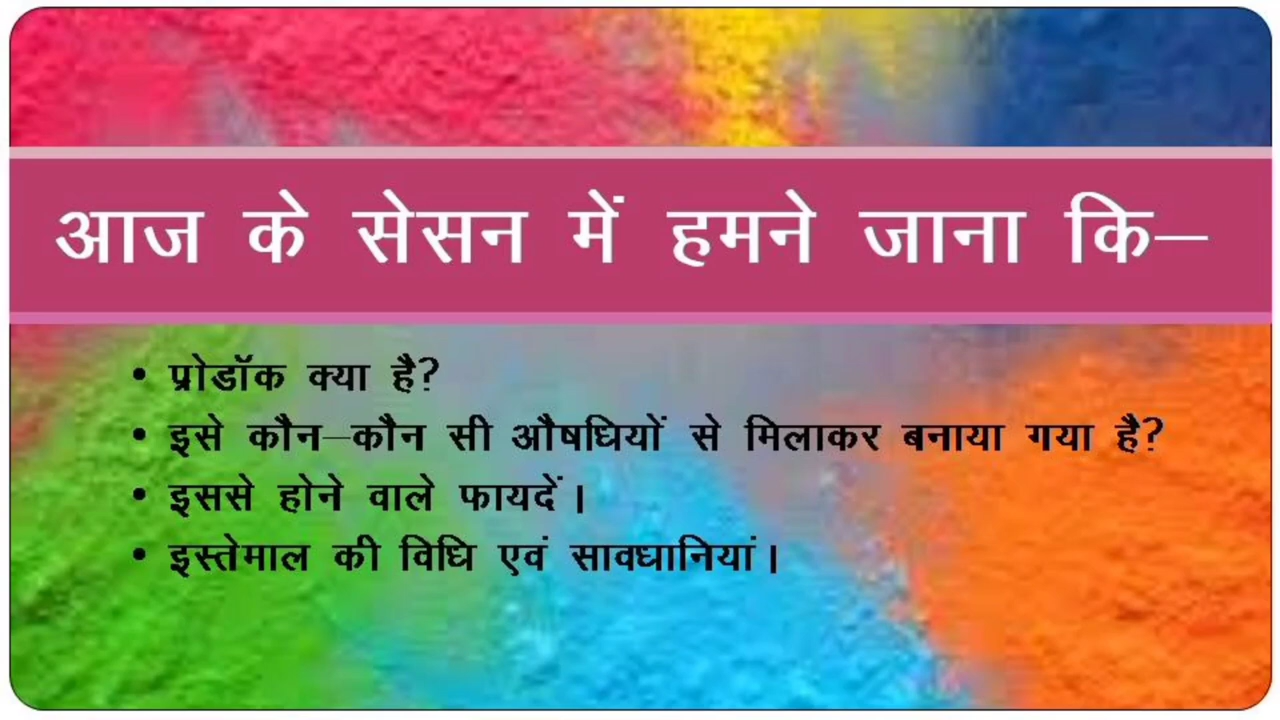 आज के सेसन में हमने जाना कि–
• प्रोडॉक क्या है?
• इसे कौन–कौन सी औषधियों से मिलाकर बनाया गया है?
• इससे होने वाले फायदें।
• इस्तेमाल की विधि एवं सावधानियां।